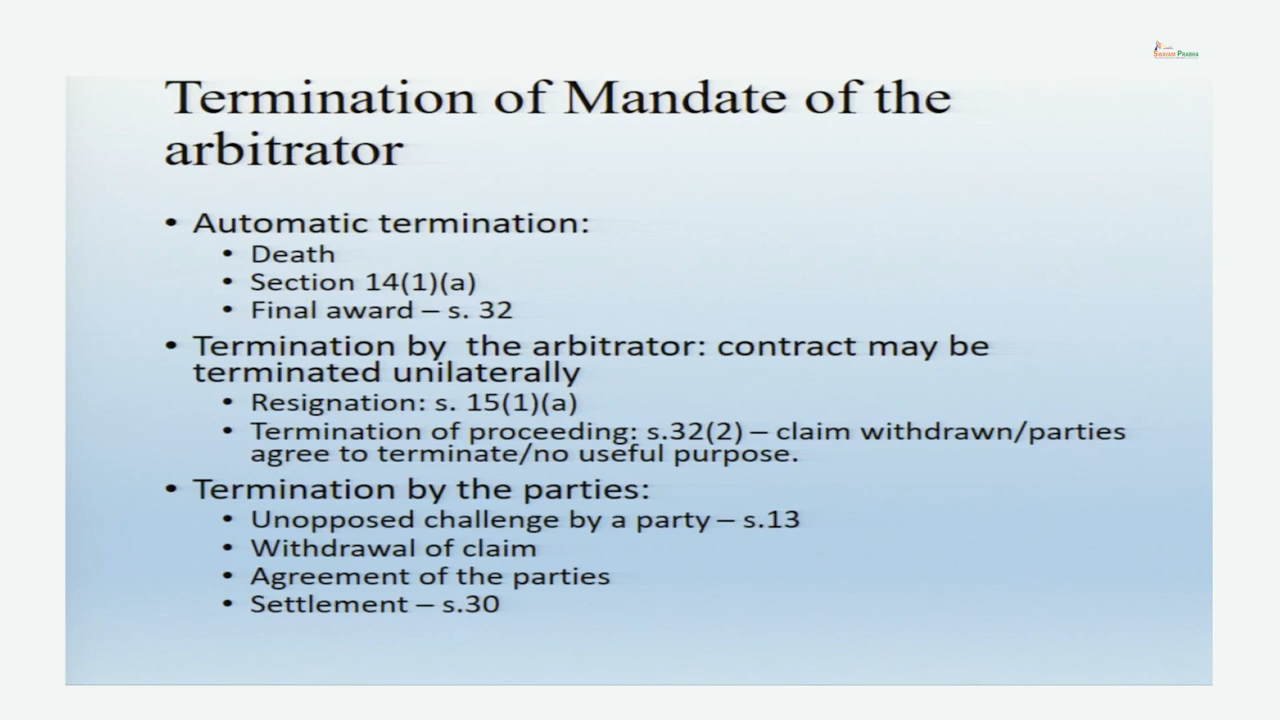 SWAYAM PRABHA
Termination of Mandate of the
arbitrator
• Automatic termination:
• Death
• Section 14(1)(a)
• Final award – s. 32
• Termination by the arbitrator: contract may be
terminated unilaterally
• Resignation: s. 15(1)(a)
• Termination of proceeding: s.32(2) – claim withdrawn/parties
agree to terminate/no useful purpose.
• Termination by the parties:
• Unopposed challenge by a party – s.13
• Withdrawal of claim
• Agreement of the parties
• Settlement – s.30